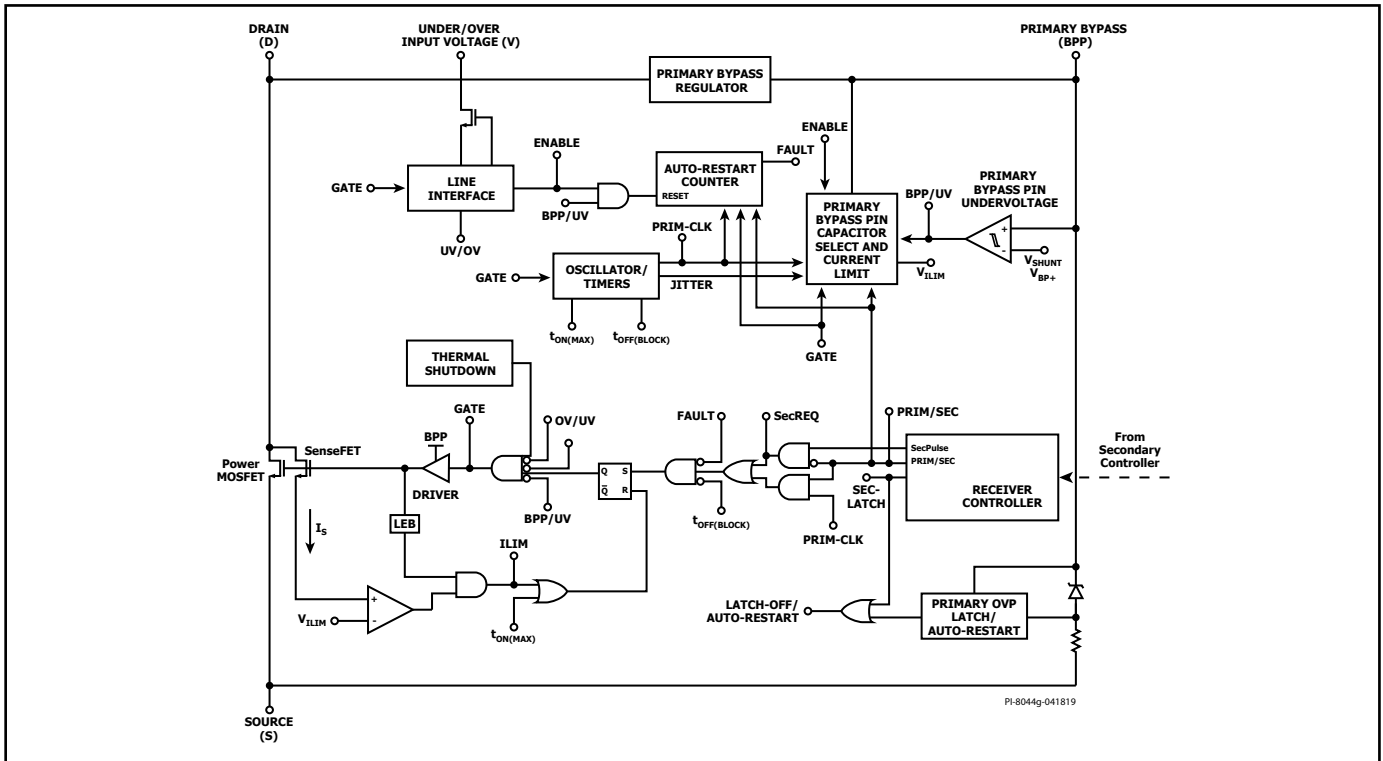 DRAIN
(D)
UNDER/OVER
INPUT VOLTAGE (V)
PRIMARY BYPASS
(BPP)
PRIMARY BYPASS
REGULATOR
ENABLE
ENABLE
FAULT
AUTO-RESTART
COUNTER
RESET
GATE
LINE
INTERFACE
BPP/UV
UV/OV
PRIMARY
BYPASS PIN
UNDERVOLTAGE
BPP/UV
PRIMARY
BYPASS PIN
CAPACITOR
SELECT AND
CURRENT
LIMIT
+
-
VSHUNT
VBP+
VILIM
PRIM-CLK
GATE
OSCILLATOR/
TIMERS
JITTER
tON(MAX)
tOFF(BLOCK)
GATE
THERMAL
SHUTDOWN
GATE
OV/UV
FAULT
SecREQ
PRIM/SEC
From
Secondary
Controller
Power
MOSFET
SenseFET
BPP
DRIVER
BPP/UV
Q
S
Q
R
tOFF(BLOCK)
PRIM-CLK
SecPulse
PRIM/SEC
SEC-
LATCH
RECEIVER
CONTROLLER
LEB
IS
ILIM
+
-
VILIM
tON(MAX)
LATCH-OFF/
AUTO-RESTART
PRIMARY OVP
LATCH/
AUTO-RESTART
SOURCE
(S)
PI-8044g-041819